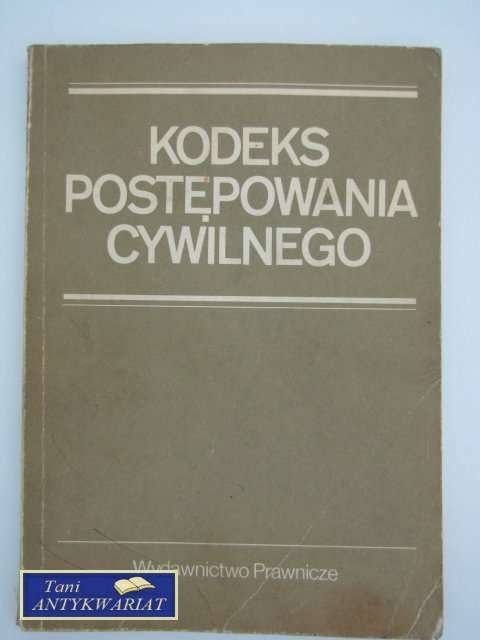 KODEKS
POSTĘPOWANIA
CYWILNEGO
Wydawnictwo Prawnicze
Tani
ANTYKWARIAT